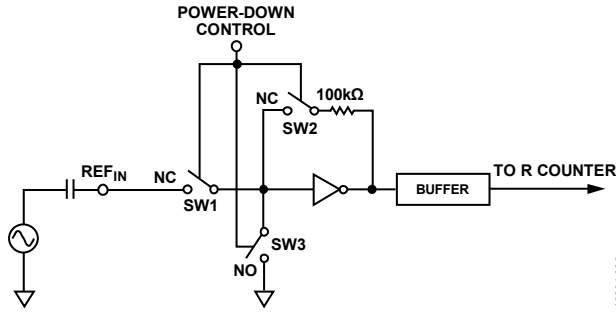 POWER-DOWN
CONTROL
NC
100kΩ
SW2
REFIN
NC
SW1
TO R COUNTER
BUFFER
SW3
NO